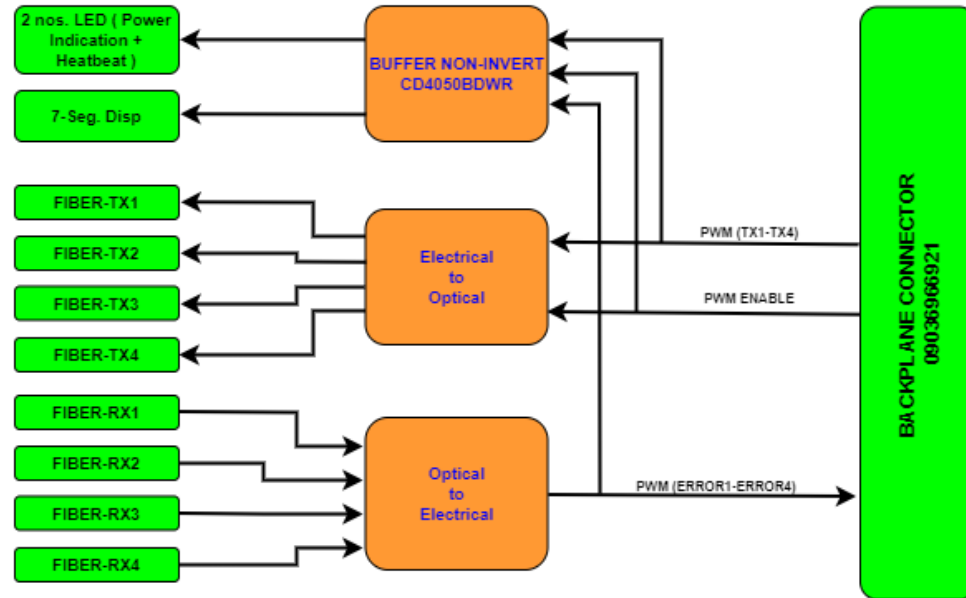 2 nos. LED ( Power
Indication +
Heatbeat )
7-Seg. Disp
BUFFER NON-INVERT
CD4050BDWR
FIBER-TX1
FIBER-TX2
FIBER-TX3
FIBER-TX4
Electrical
to
Optical
PWM (TX1-TX4)
PWM ENABLE
FIBER-RX1
FIBER-RX2
FIBER-RX3
FIBER-RX4
Optical
to
Electrical
PWM (ERROR1-ERROR4)
BACKPLANE CONNECTOR
09036966921